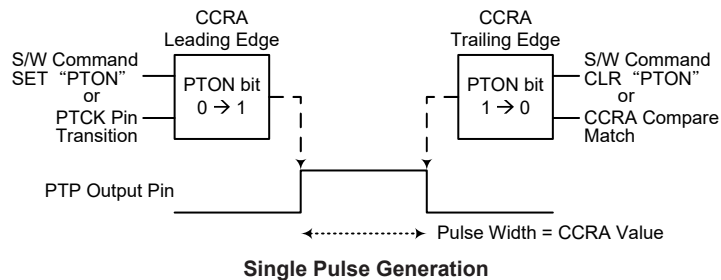 CCRA
Leading Edge
S/W Command
SET “PTON”
or
PTCK Pin
Transition
PTON bit
0 → 1
CCRA
Trailing Edge
PTON bit
1 → 0
S/W Command
CLR “PTON”
or
CCRA Compare
Match
PTP Output Pin
Pulse Width = CCRA Value
Single Pulse Generation